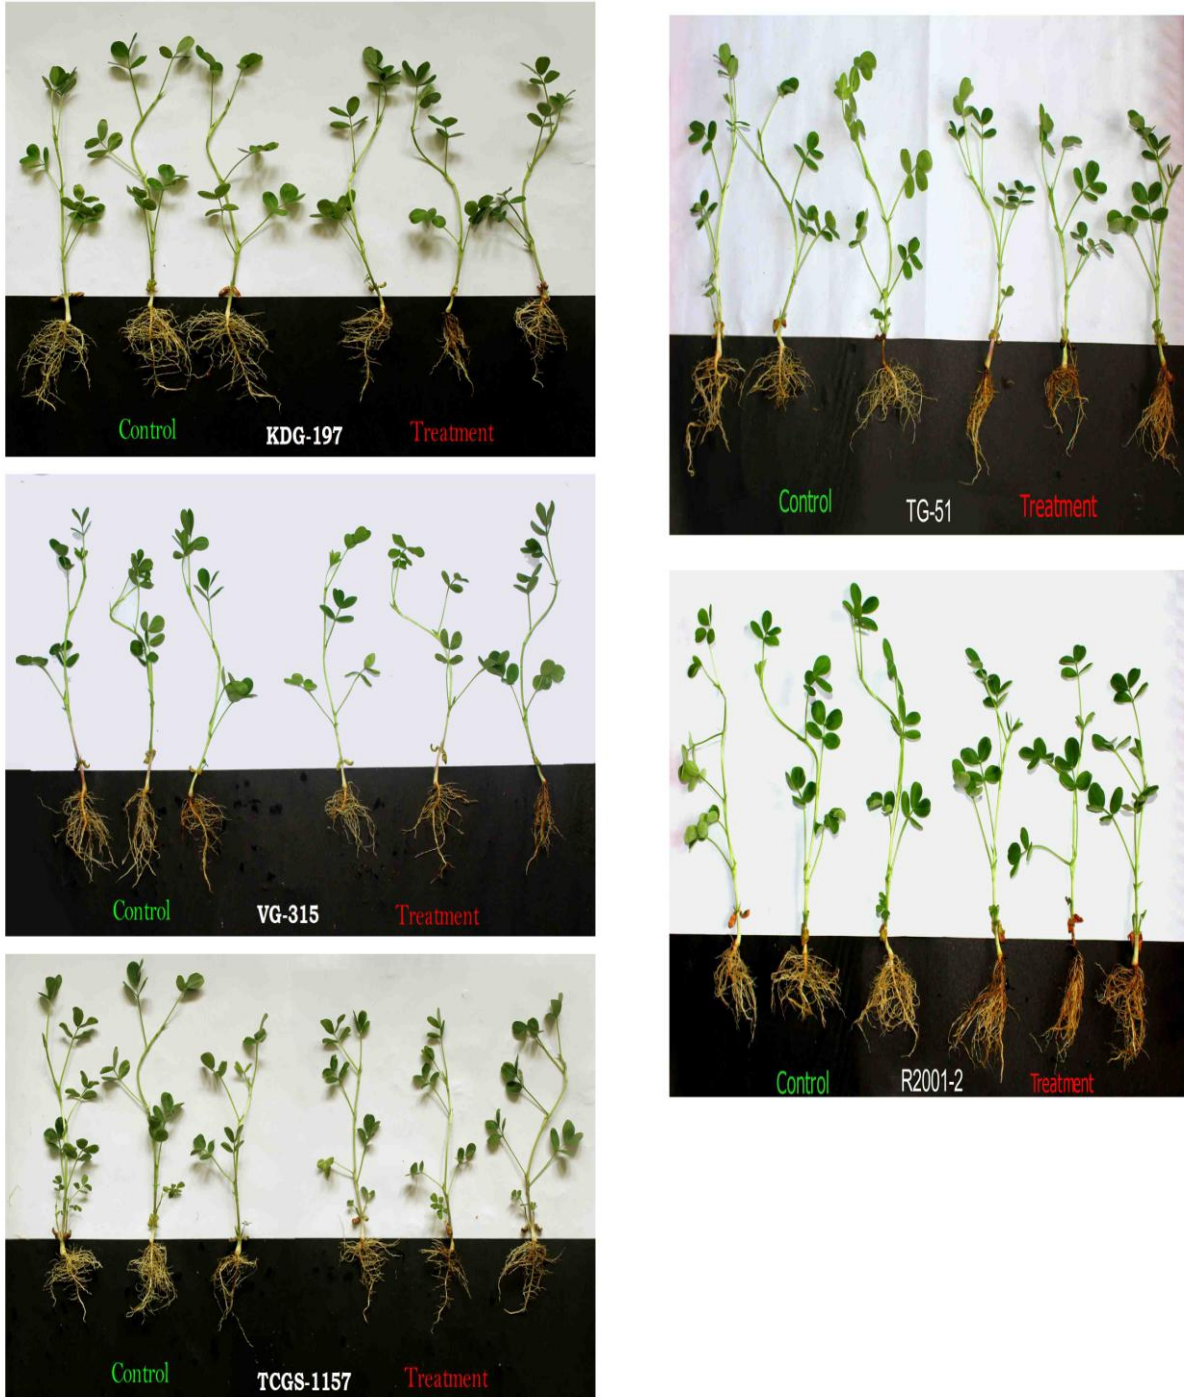 Control KDG-197 Treatment
Control VG-315 Treatment
Control TCGS-1157 Treatment
Control TG-51 Treatment
Control R2001-2 Treatment